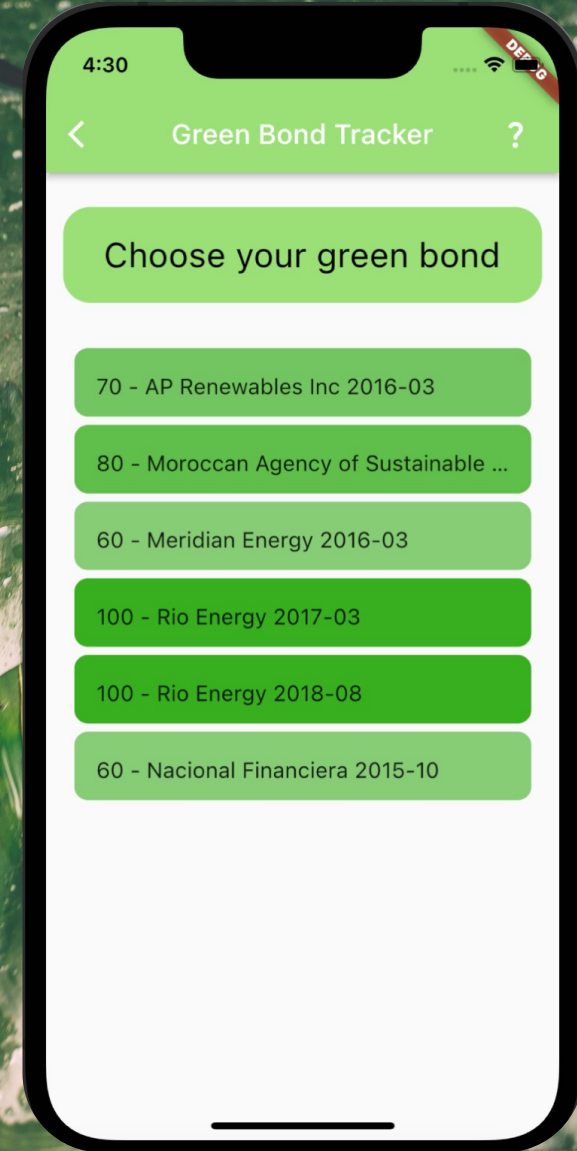 4:30
DEBUG
Green Bond Tracker ?
Choose your green bond
70 - AP Renewables Inc 2016-03
80 - Moroccan Agency of Sustainable ...
60 - Meridian Energy 2016-03
100 - Rio Energy 2017-03
100 - Rio Energy 2018-08
60 - Nacional Financiera 2015-10